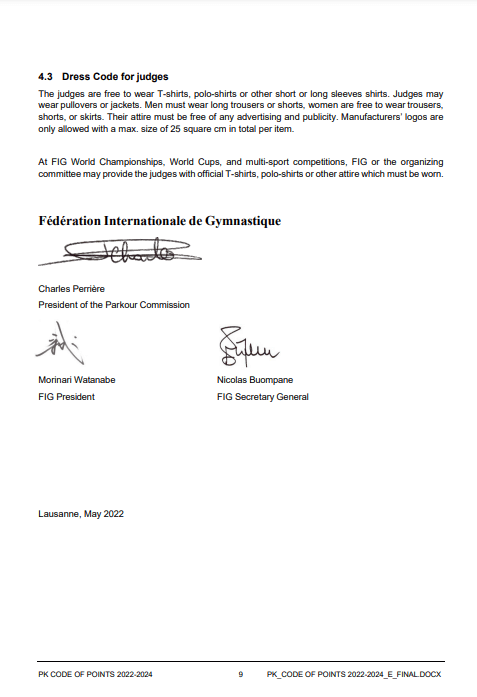 4.3 Dress Code for judges
The judges are free to wear T-shirts, polo-shirts or other short or long sleeves shirts. Judges may
wear pullovers or jackets. Men must wear long trousers or shorts, women are free to wear trousers,
shorts, or skirts. Their attire must be free of any advertising and publicity. Manufacturers' logos are
only allowed with a max. size of 25 square cm in total per item.
At FIG World Championships, World Cups, and multi-sport competitions, FIG or the organizing
committee may provide the judges with official T-shirts, polo-shirts or other attire which must be worn.
Fédération Internationale de Gymnastique
Charles Perrière
President of the Parkour Commission
Morinari Watanabe
Nicolas Buompane
FIG President
FIG Secretary General
Lausanne, May 2022
PK CODE OF POINTS 2022-2024
9
PK_CODE OF POINTS 2022-2024_E_FINAL.DOCX